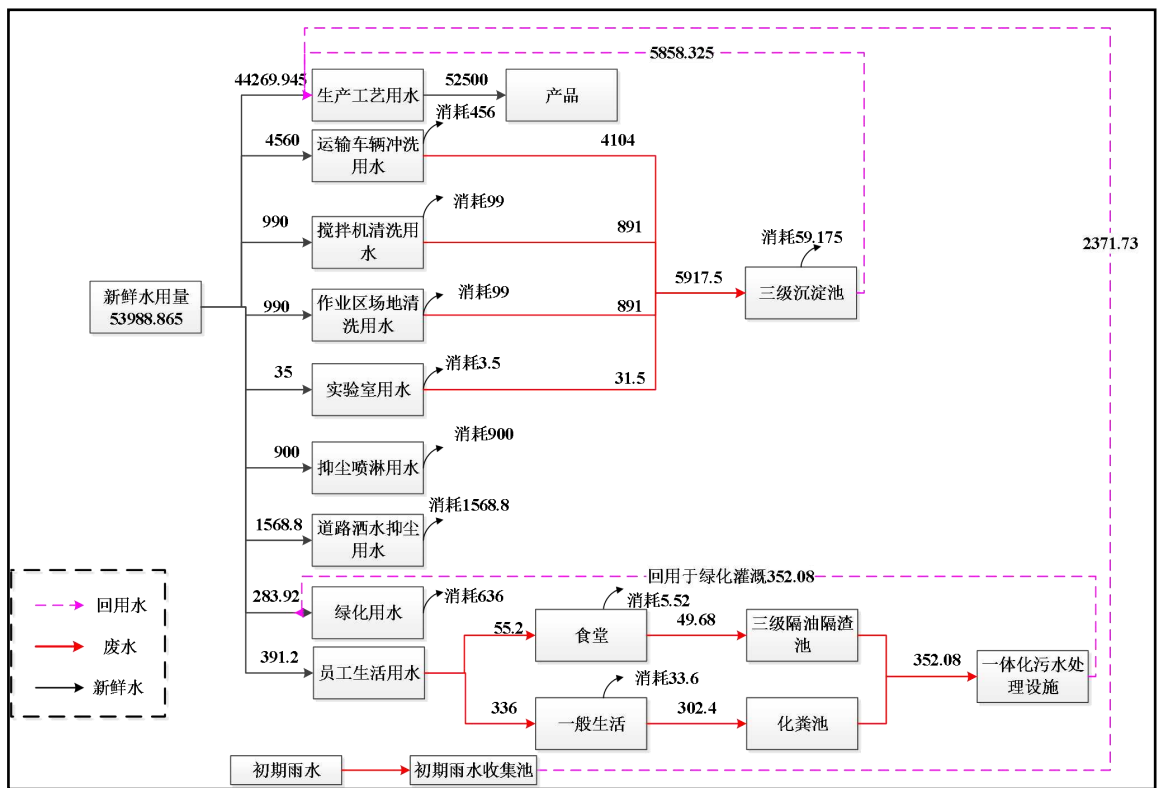 5858.325
44269.945
生产工艺用水
52500
产品
消耗456
4560
运输车辆冲洗
用水
4104
消耗99
990
搅拌机清洗用
水
891
2371.73
消耗59.175
新鲜水用量
53988.865
消耗99
990
作业区场地清
洗用水
891
5917.5
三级沉淀池
消耗3.5
35
实验室用水
31.5
消耗900
900
抑尘喷淋用水
消耗1568.8
1568.8
道路洒水抑尘
用水
回用于绿化灌溉352.08
283.92
绿化用水
消耗636
消耗5.52
55.2
食堂
49.68
三级隔油隔渣
池
391.2
员工生活用水
352.08
一体化污水处
理设施
消耗33.6
336
一般生活
302.4
化粪池
初期雨水
初期雨水收集池
回用水
废水
新鲜水